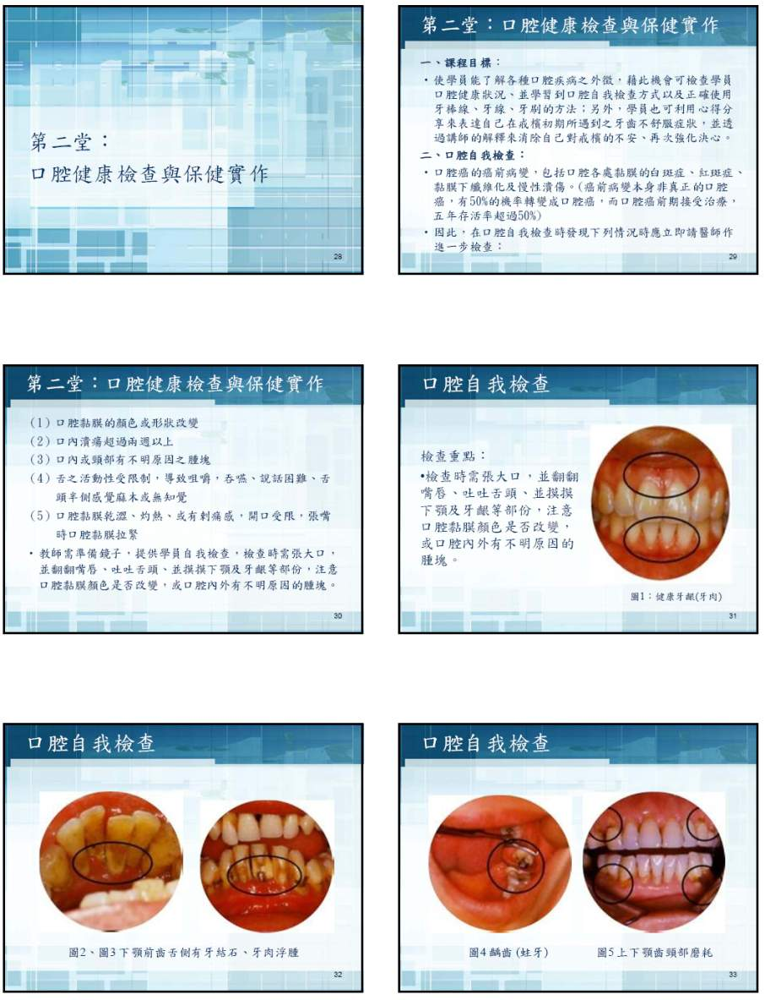 第二堂：
口腔健康檢查與保健實作
28
第二堂：口腔健康檢查與保健實作
一、課程目標：
•使學員能了解各種口腔疾病之外徵，藉此機會可檢查學員
口腔健康狀況、並學習到口腔自我檢查方式以及正確使用
牙棒線、牙線、牙刷的方法；另外，學員也可利用心得分
享來表達自己在戒檳初期所遇到之牙齒不舒服症狀，並透
過講師的解釋來消除自己對戒檳的不安、再次強化決心。
二、口腔自我檢查：
•口腔癌的癌前病變，包括口腔各處黏膜的白斑症、紅斑症、
黏膜下纖維化及慢性潰傷。(癌前病變本身非真正的口腔
癌，有50%的機率轉變成口腔癌，而口腔癌前期接受治療，
五年存活率超過50%)
•因此，在口腔自我檢查時發現下列情況時應立即請醫師作
進一步檢查：
29
第二堂：口腔健康檢查與保健實作
(1) 口腔黏膜的顏色或形狀改變
(2) 口內潰瘍超過兩週以上
(3) 口內或頸部有不明原因之腫塊
(4) 舌之活動性受限制，導致咀嚼，吞嚥、說話困難、舌
頭半側感覺麻木或無知覺
(5) 口腔黏膜乾澀、灼熱、或有刺痛感，開口受限，張嘴
時口腔黏膜拉緊
•教師需準備鏡子，提供學員自我檢查，檢查時需張大口，
並翻翻嘴唇、吐吐舌頭、並摸摸下顎及牙齦等部份，注意
口腔黏膜顏色是否改變，或口腔內外有不明原因的腫塊。
30
口腔自我檢查
檢查重點：
•檢查時需張大口，並翻翻
嘴唇、吐吐舌頭、並摸摸
下顎及牙齦等部份，注意
口腔黏膜顏色是否改變，
或口腔內外有不明原因的
腫塊。
圖1：健康牙齦(牙肉)
31
口腔自我檢查
圖2、圖3下顎前齒舌側有牙結石、牙肉浮腫
32
口腔自我檢查
圖4 齲齒 (蛀牙)
圖5上下顎齒頸部磨耗
33